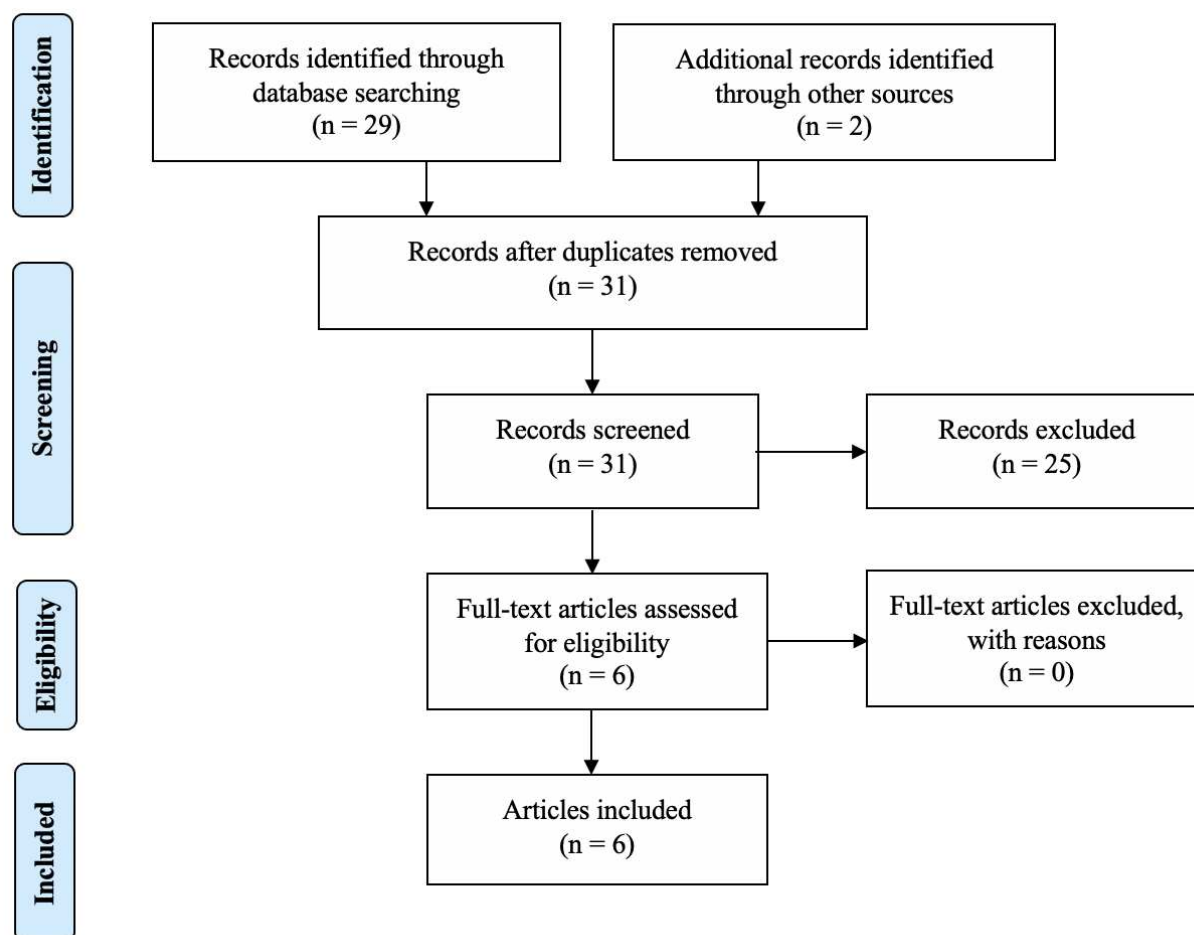 Identification
Records identified through
database searching
(n = 29)
Additional records identified
through other sources
(n = 2)
Records after duplicates removed
(n = 31)
Screening
Records screened
(n = 31)
Records excluded
(n = 25)
Eligibility
Full-text articles assessed
for eligibility
(n = 6)
Full-text articles excluded,
with reasons
(n = 0)
Included
Articles included
(n = 6)